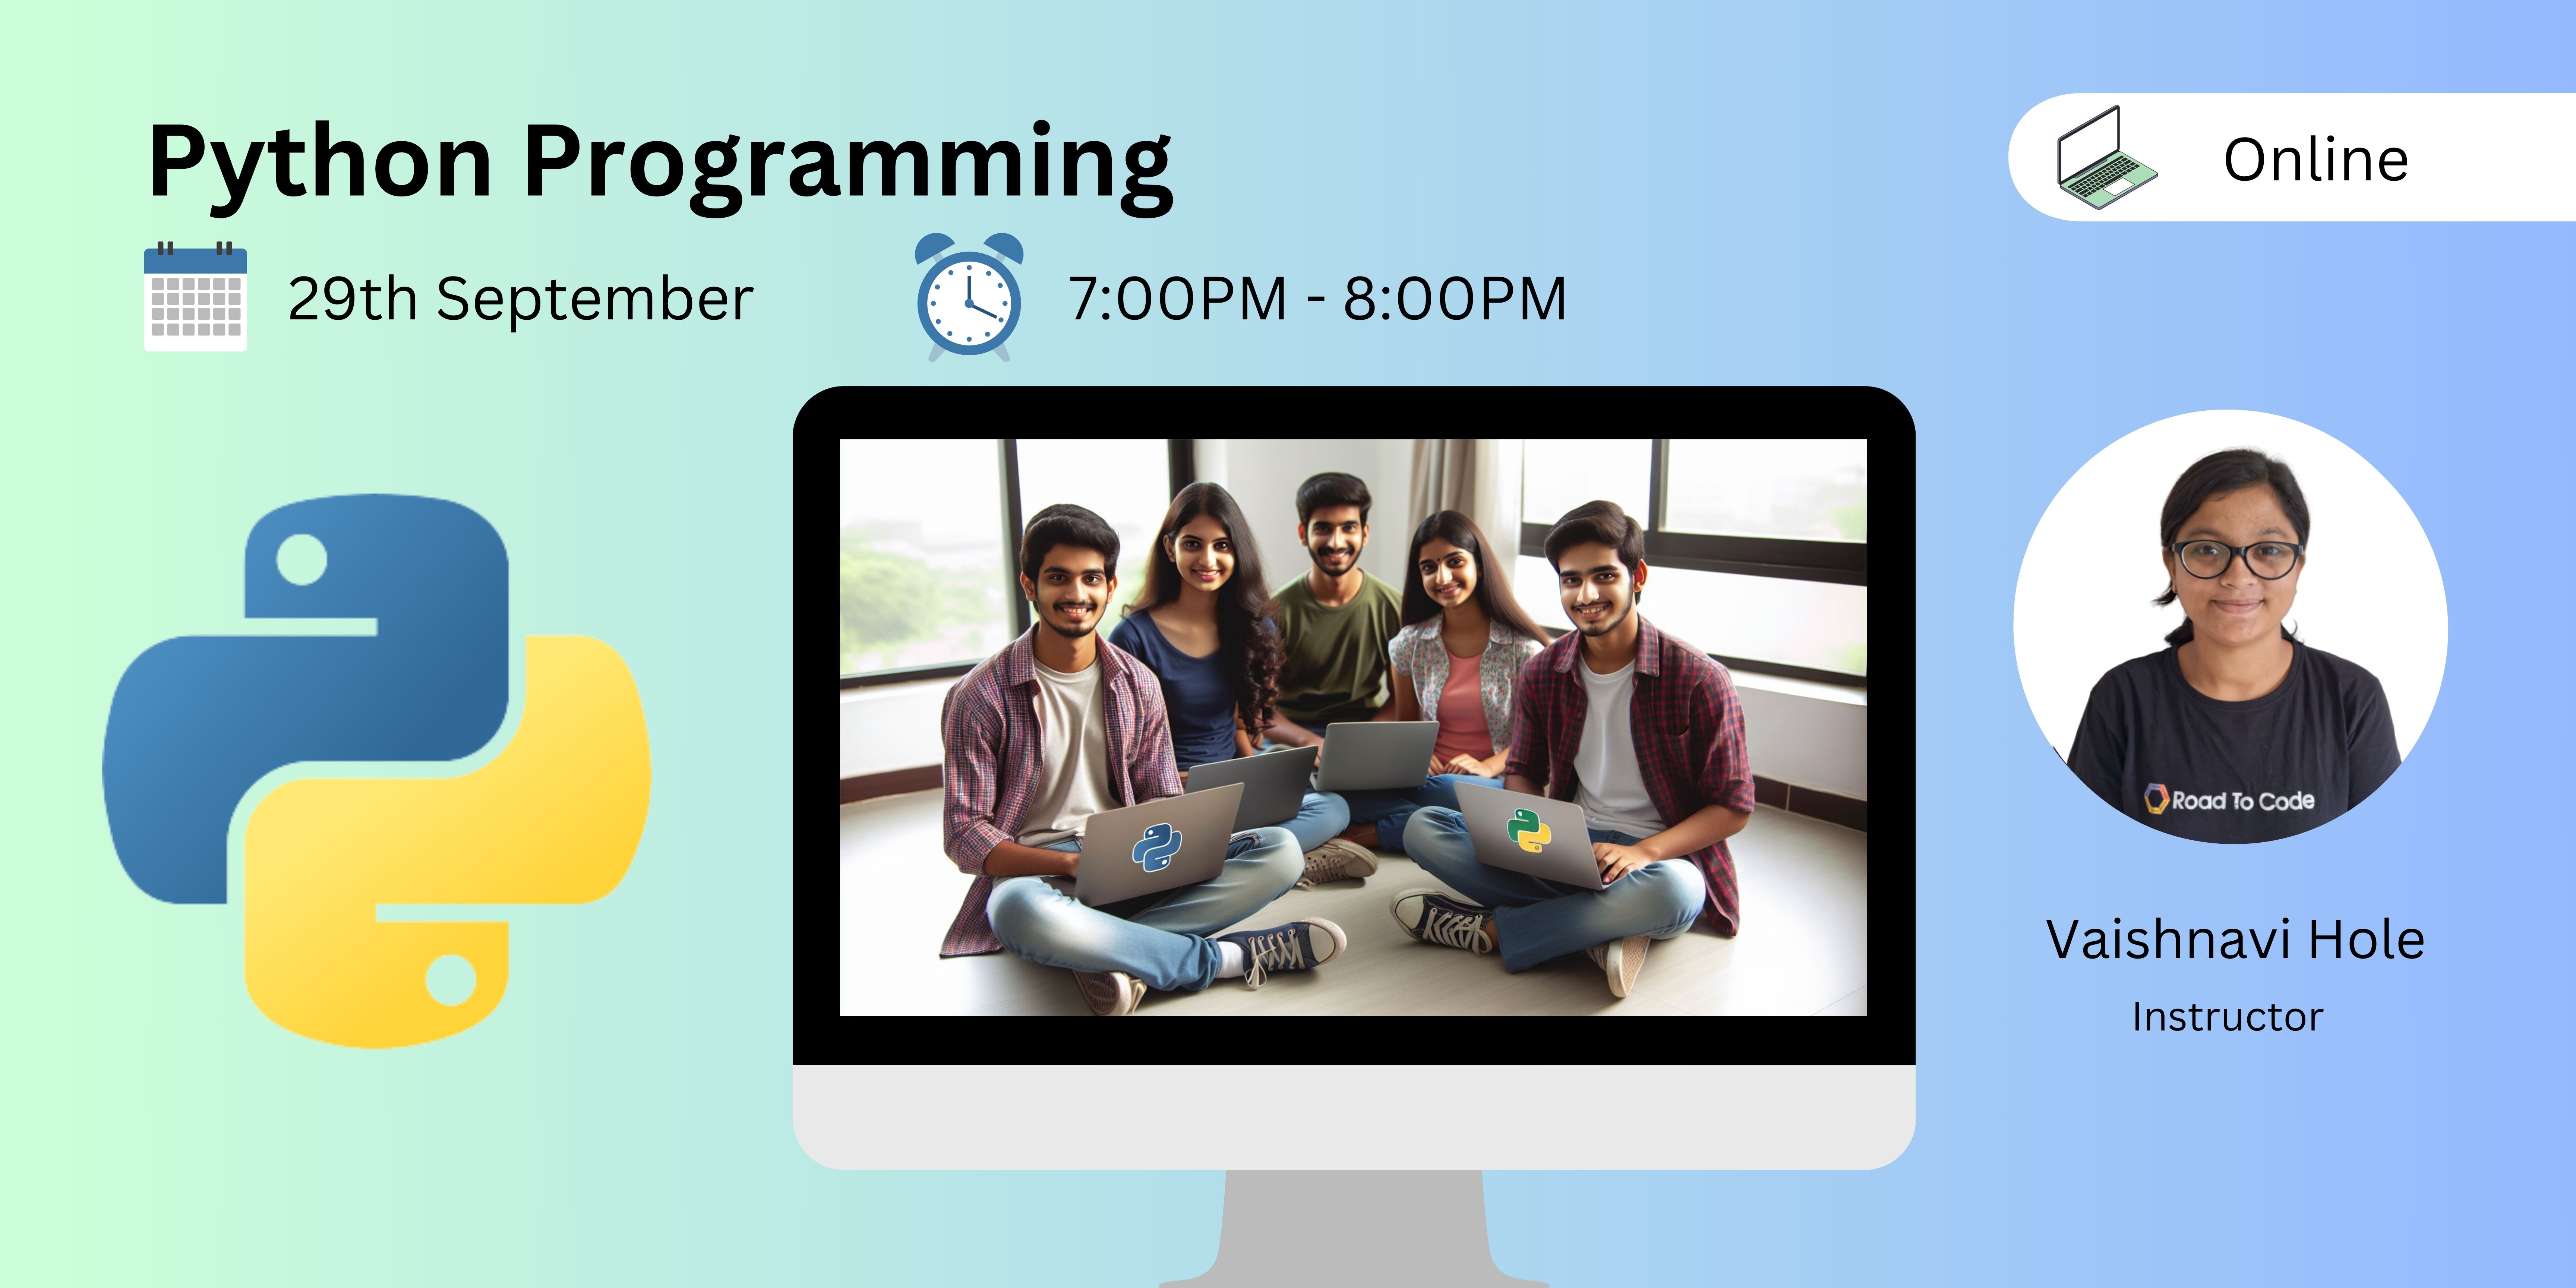 Python Programming
Online
29th September
7:00PM - 8:00PM
Road To Code
Vaishnavi Hole
Instructor